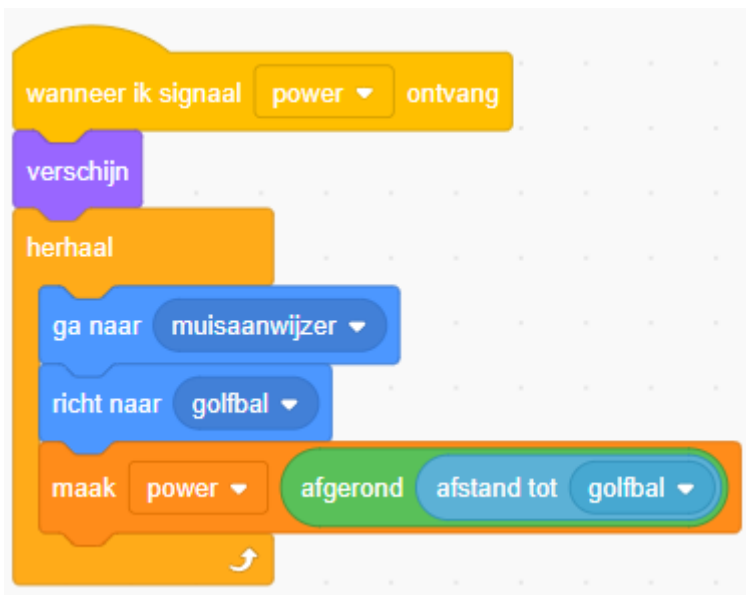 wanneer ik signaal power ontvang
verschijn
herhaal
ga naar muisaanwijzer
richt naar golfbal
maak power afgerond afstand tot golfbal